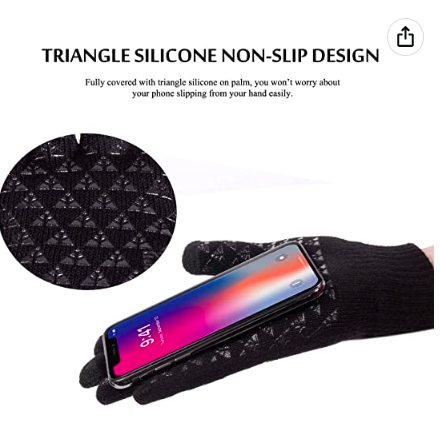 TRIANGLE SILICONE NON-SLIP DESIGN
Fully covered with triangle silicone on palm, you won't worry about
your phone slipping from your hand easily.
9:41